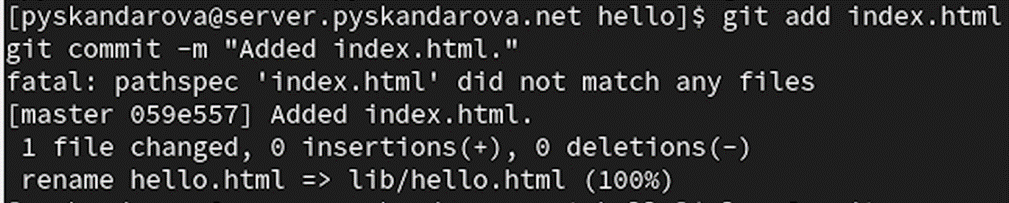 [pyskandarova@server.pyskandarova.net hello]$ git add index.html
git commit -m "Added index.html."
fatal: pathspec 'index.html' did not match any files
[master 059e557] Added index.html.
 1 file changed, 0 insertions(+), 0 deletions(-)
 rename hello.html => lib/hello.html (100%)